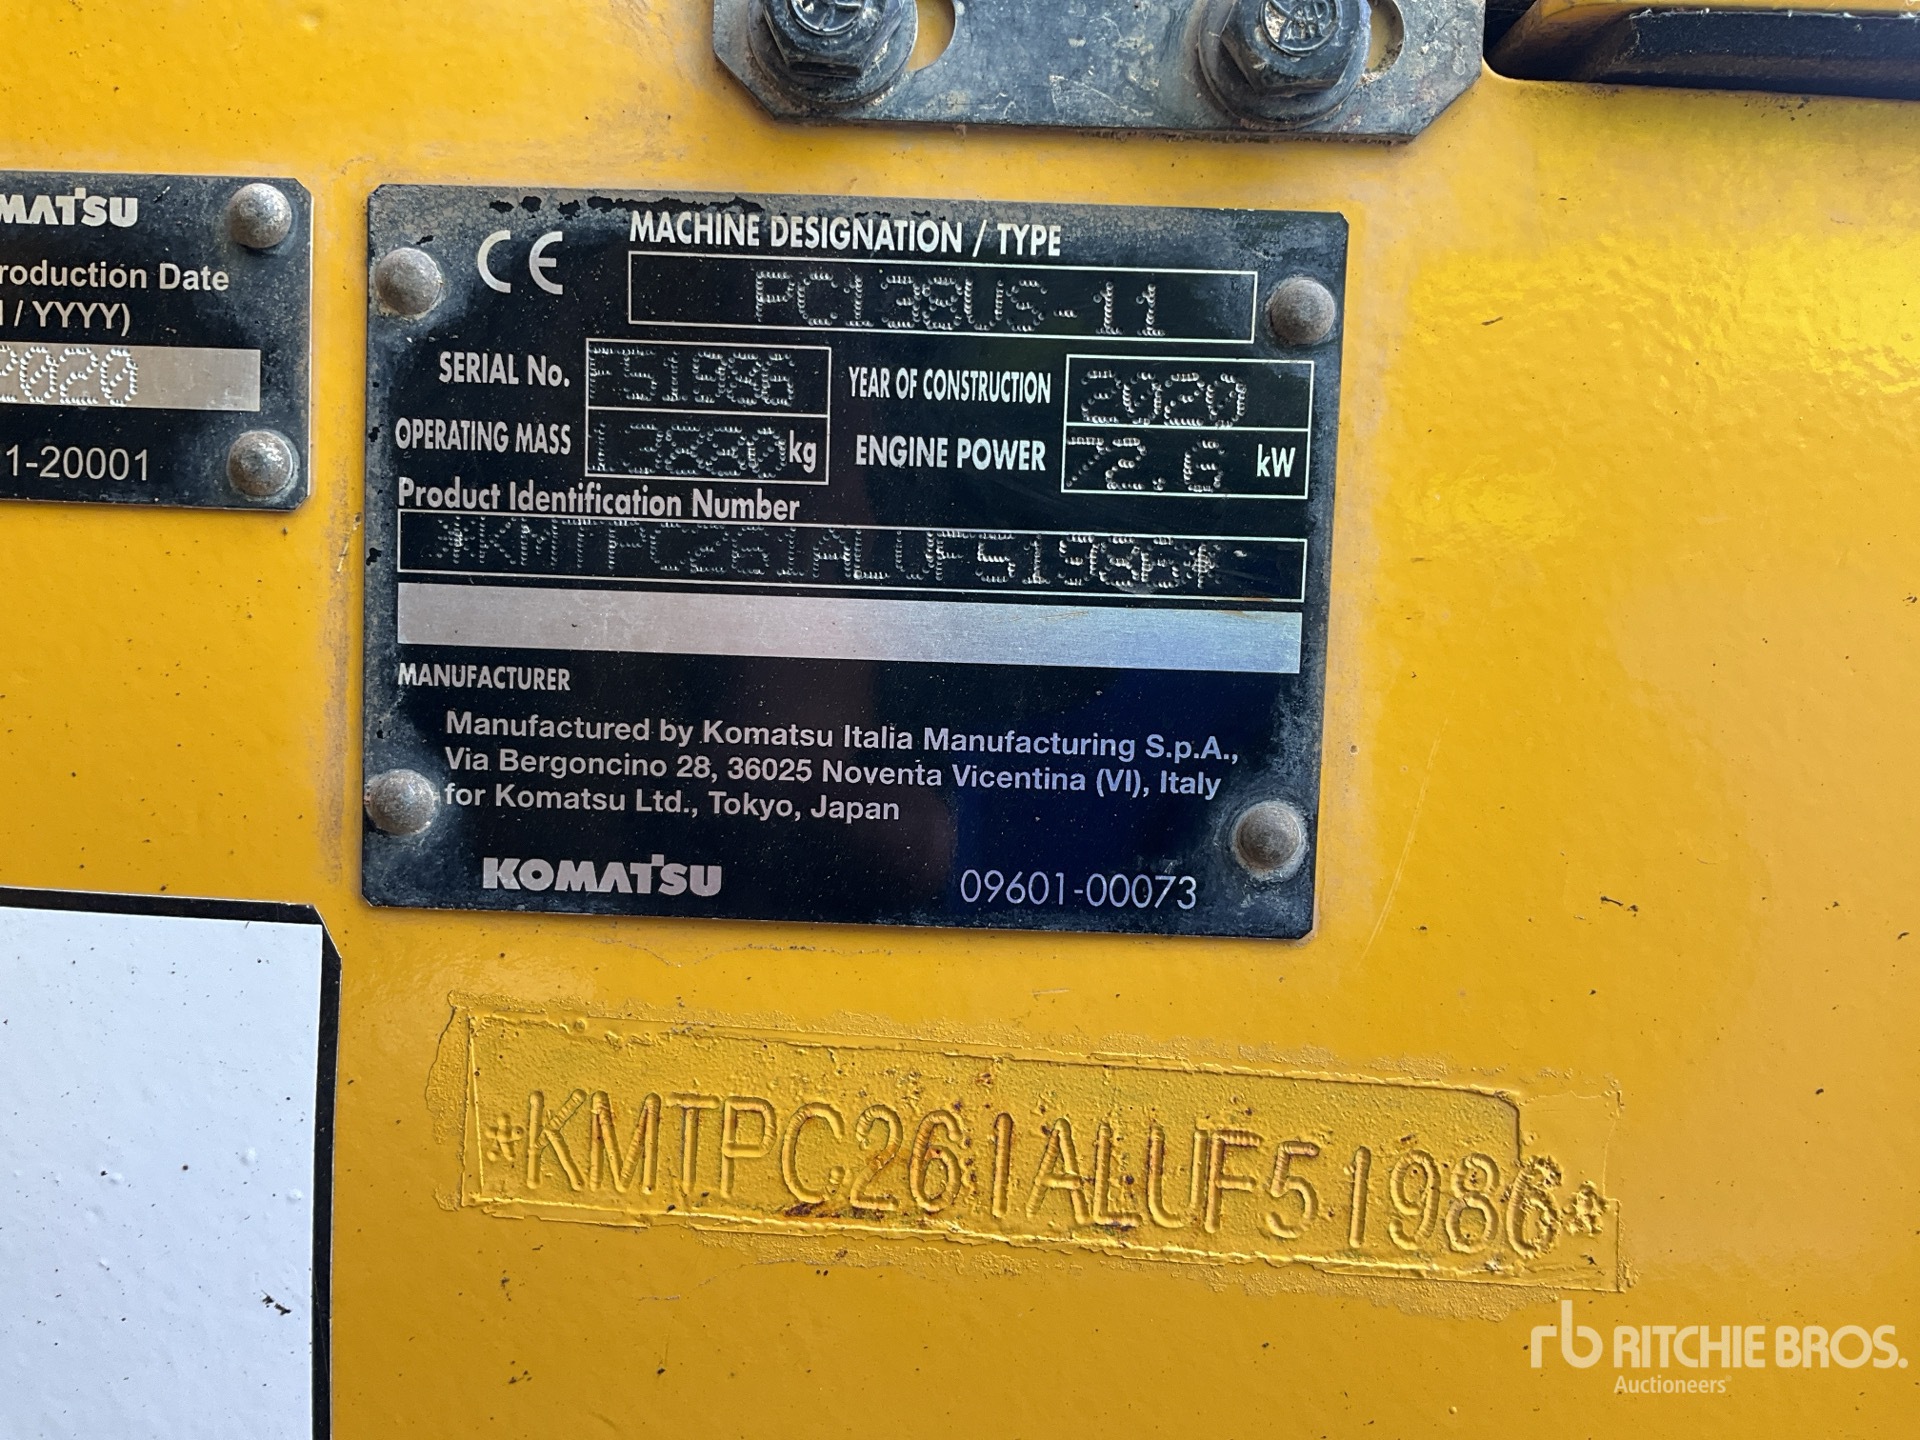 MATSU
roduction Date
/ YYYY)
2020
1-20001
CE
MACHINE DESIGNATION / TYPE
PC138US-11
SERIAL No. F51986
YEAR OF CONSTRUCTION 2020
OPERATING MASS 13880 kg
ENGINE POWER 72.6 kW
Product Identification Number
*KMTPC261ALUF51986*
MANUFACTURER
Manufactured by Komatsu Italia Manufacturing S.p.A.,
Via Bergoncino 28, 36025 Noventa Vicentina (VI), Italy
for Komatsu Ltd., Tokyo, Japan
KOMATSU
09601-00073
*KMTPC261ALUF51986*
rb RITCHIE BROS.
Auctioneers